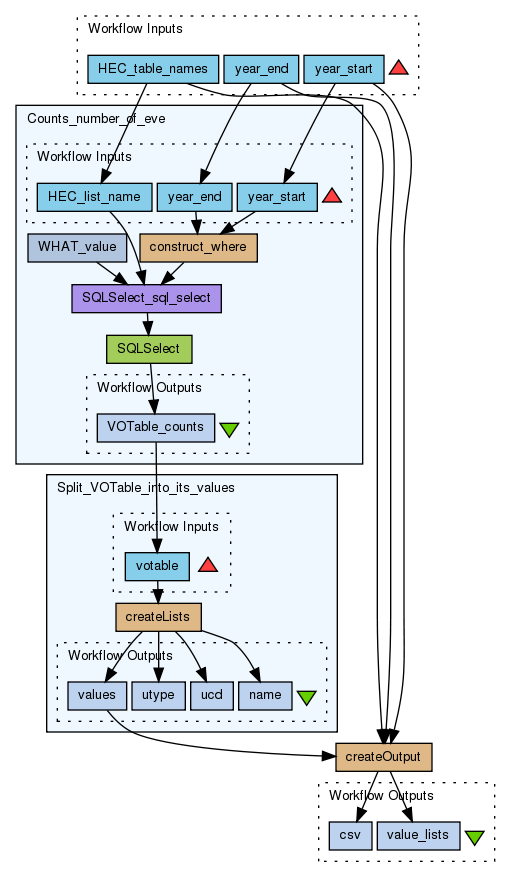 Workflow Inputs
HEC_table_names year_end year_start
Counts_number_of_eve
Workflow Inputs
HEC_list_name year_end year_start
WHAT_value construct_where
SQLSelect_sql_select
SQLSelect
Workflow Outputs
VOTable_counts
Split_VOTable_into_its_values
Workflow Inputs
votable
createLists
Workflow Outputs
values utype ucd name
createOutput
Workflow Outputs
csv value_lists